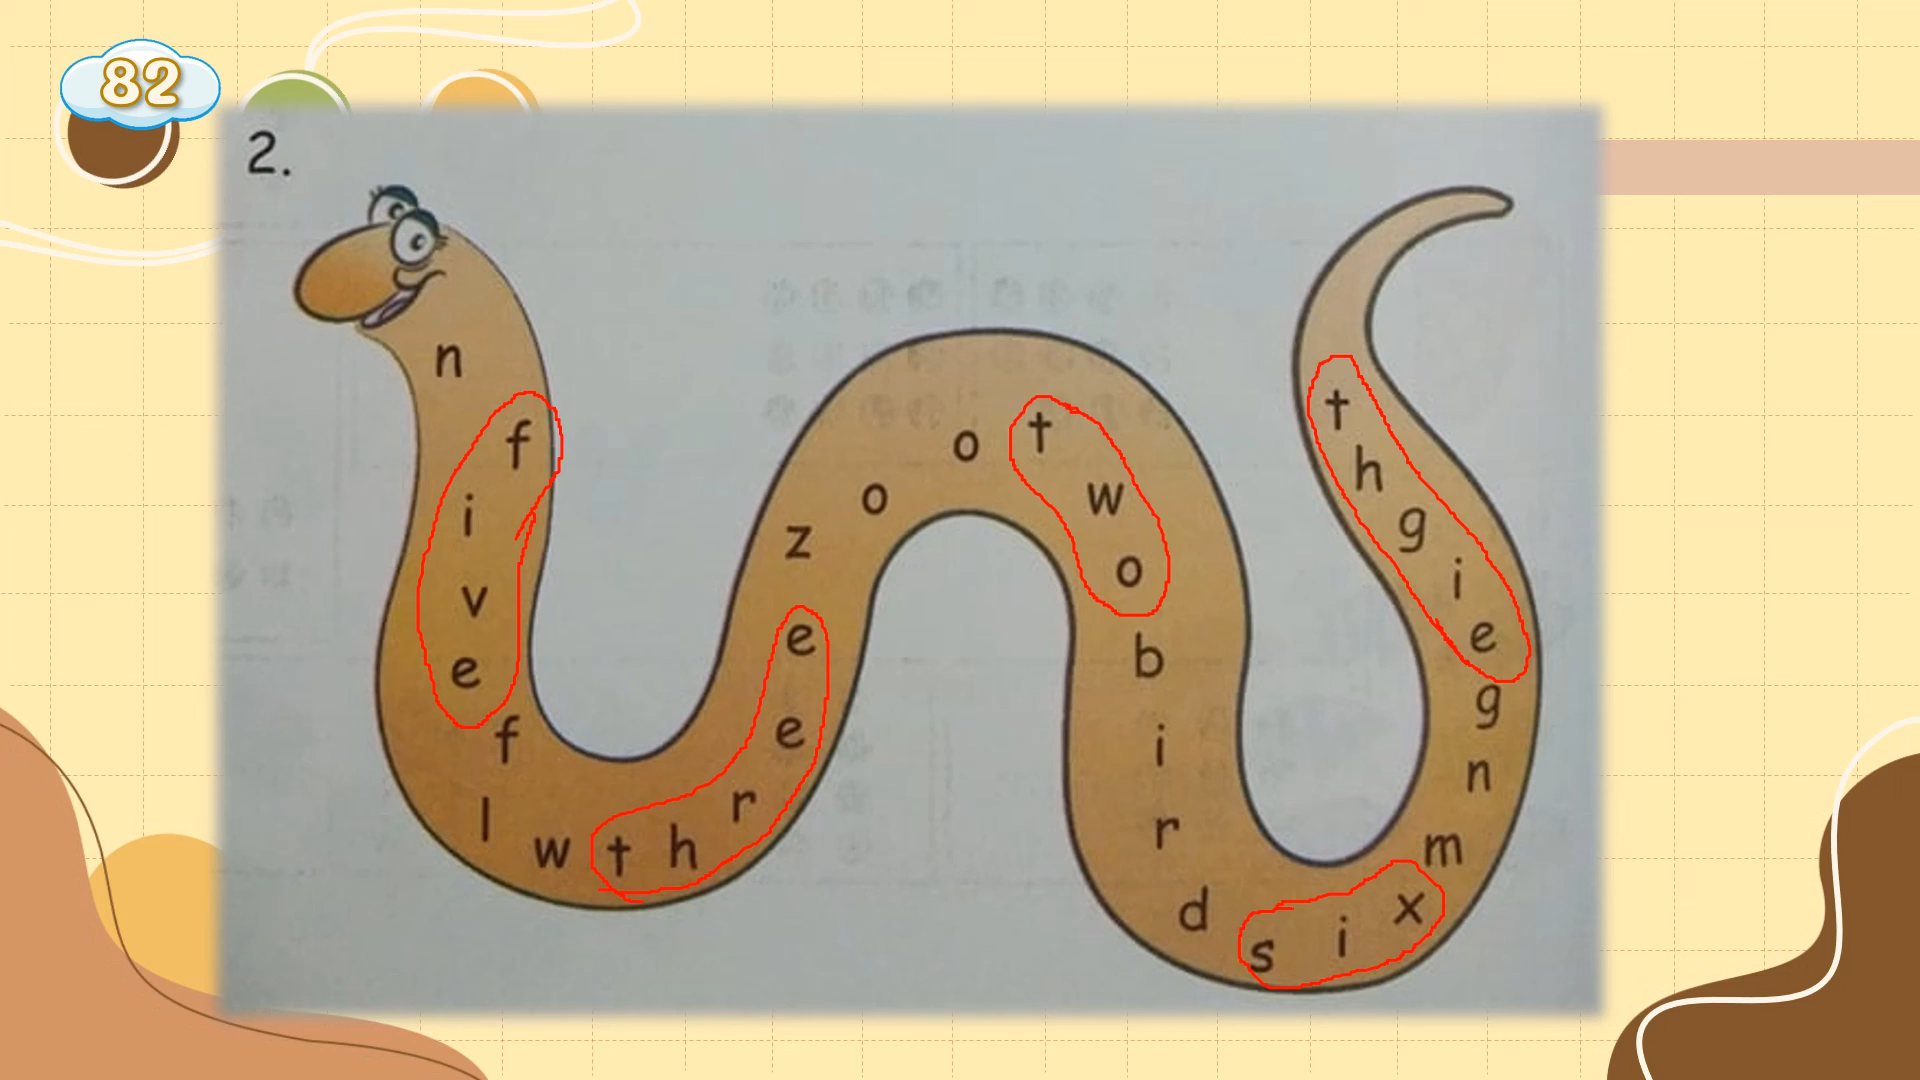 82
2.
n f i v e f l w t h r e e z o o t w o b i r d s i x m n g e i g h t